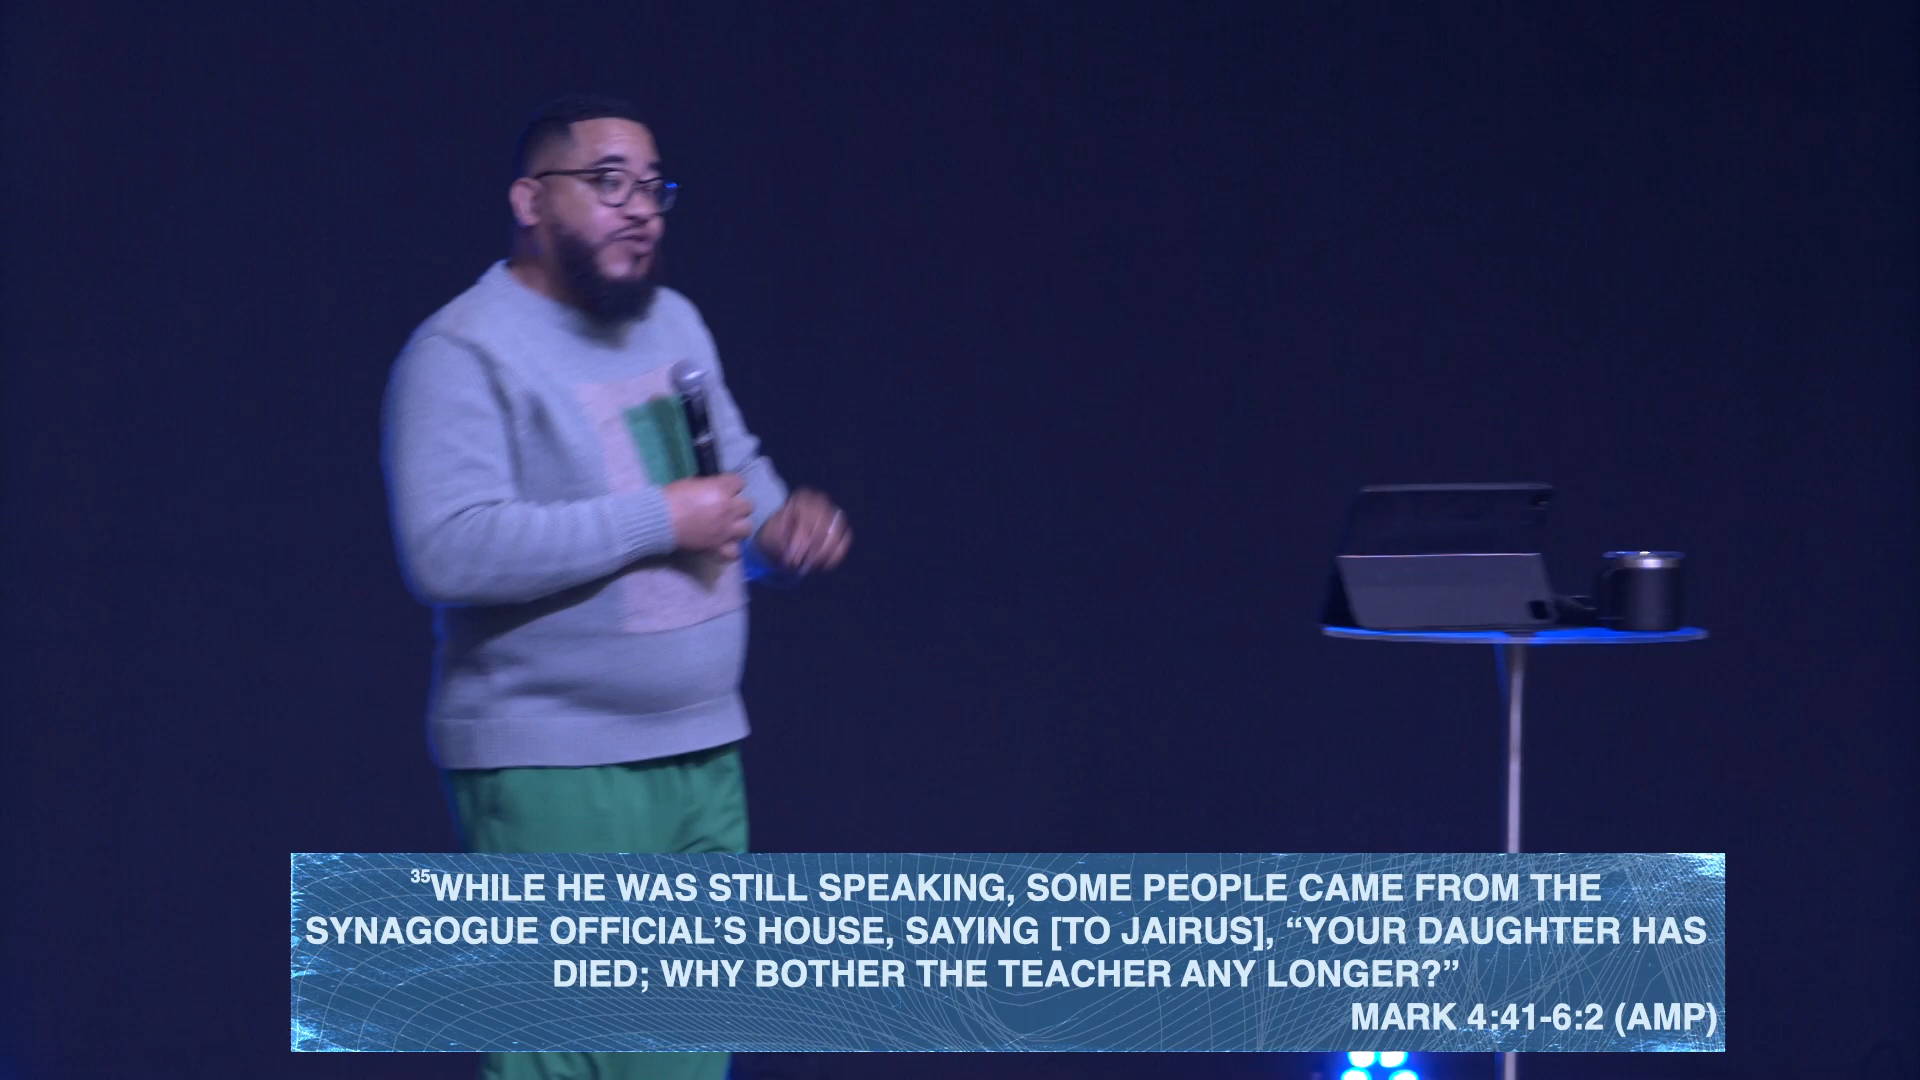 ³⁵WHILE HE WAS STILL SPEAKING, SOME PEOPLE CAME FROM THE
SYNAGOGUE OFFICIAL’S HOUSE, SAYING [TO JAIRUS], “YOUR DAUGHTER HAS
DIED; WHY BOTHER THE TEACHER ANY LONGER?”
MARK 4:41-6:2 (AMP)